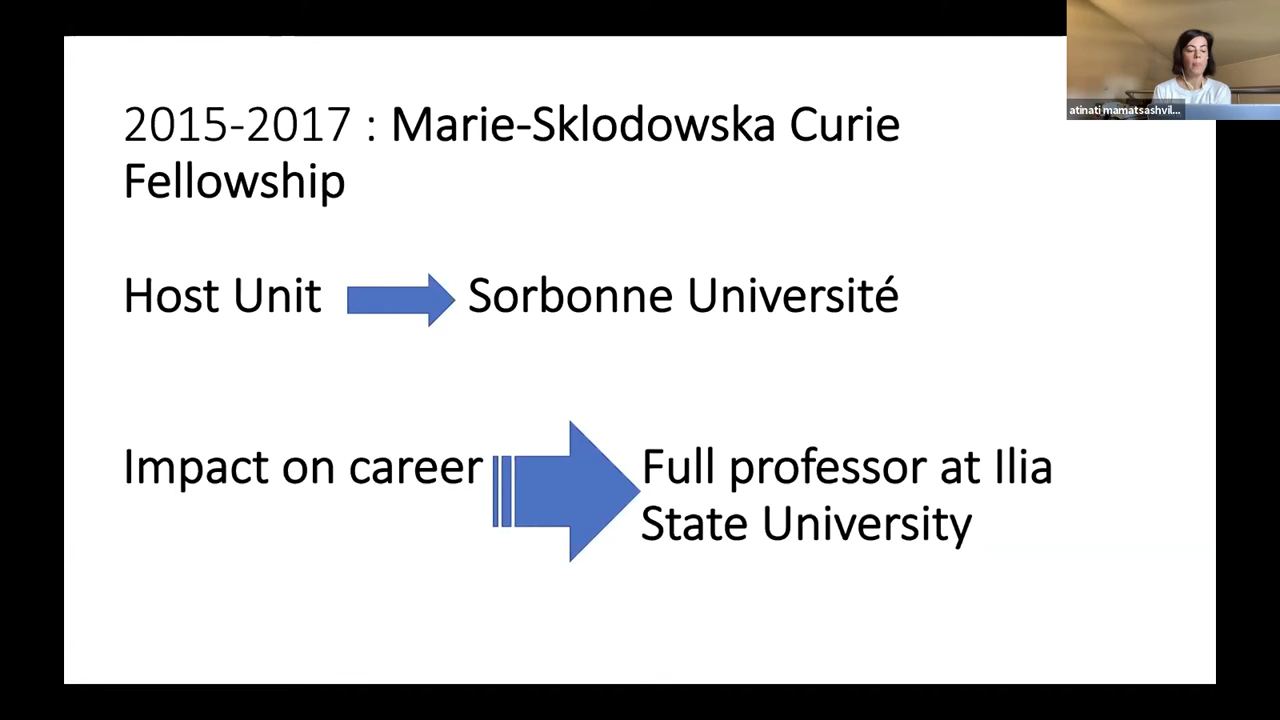 2015-2017 : Marie-Sklodowska Curie
Fellowship
Host Unit Sorbonne Université
Impact on career Full professor at Ilia
State University
atinati mamatsashvil...